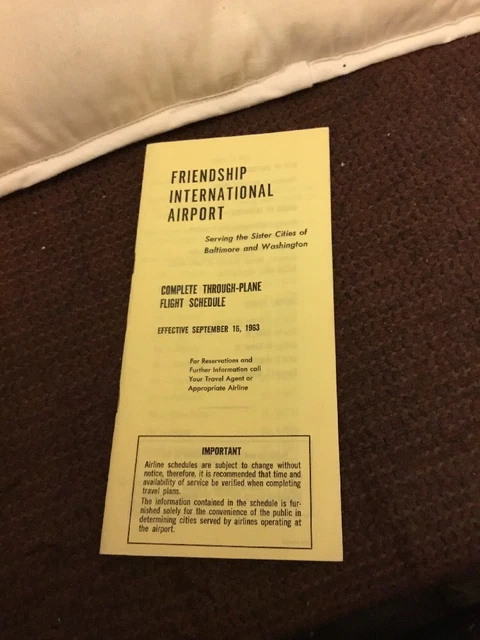 FRIENDSHIP
INTERNATIONAL
AIRPORT
Serving the Sister Cities of
Baltimore and Washington
COMPLETE THROUGH-PLANE
FLIGHT SCHEDULE
EFFECTIVE SEPTEMBER 16, 1963
For Reservations and
Further Information call
Your Travel Agent or
Appropriate Airline
IMPORTANT
Airline schedules are subject to change without
notice, therefore, it is recommended that time and
availability of service be verified when completing
travel plans.
The information contained in the schedule is fur-
nished solely for the convenience of the public in
determining cities served by airlines operating at
the airport.